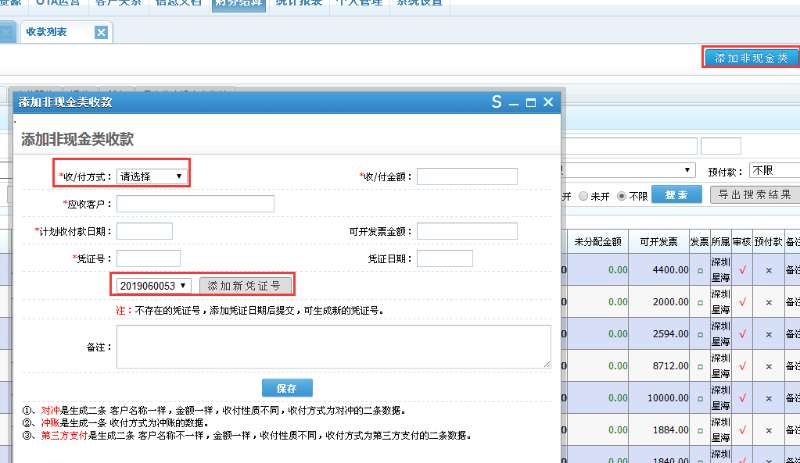 资源 OTA运营 客户关系 信息文档 财务结算 统计报表 个人管理 系统设置
收款列表
添加非现金类
添加非现金类收款
添加非现金类收款
*收/付方式： 请选择 *收/付金额：
预付款： 不限
*应收客户：
开 未开 不限 搜索 导出搜索结果
*计划收付款日期： 可开发票金额：
未分配金额 可开发票 发票 所属 审核 预付款 备注
*凭证号： 凭证日期：
2019060053 添加新凭证号
注：不存在的凭证号，添加凭证日期后提交，可生成新的凭证号。
备注：
保存
①、对冲是生成二条 客户名称一样，金额一样，收付性质不同，收付方式为对冲的二条数据。
②、冲账是生成一条 收付方式为冲账的数据。
③、第三方支付是生成二条 客户名称不一样，金额一样，收付性质不同，收付方式为第三方支付的二条数据。
0.00 4400.00 深圳星海 √ × 备注
0.00 2000.00 深圳星海 √ × 备注
0.00 2594.00 深圳星海 √ × 备注
0.00 8712.00 深圳星海 √ × 备注
0.00 10000.00 深圳星海 √ × 备注
0.00 1884.00 深圳星海 √ × 备注
0.00 1840.00 深圳 √ × 备注